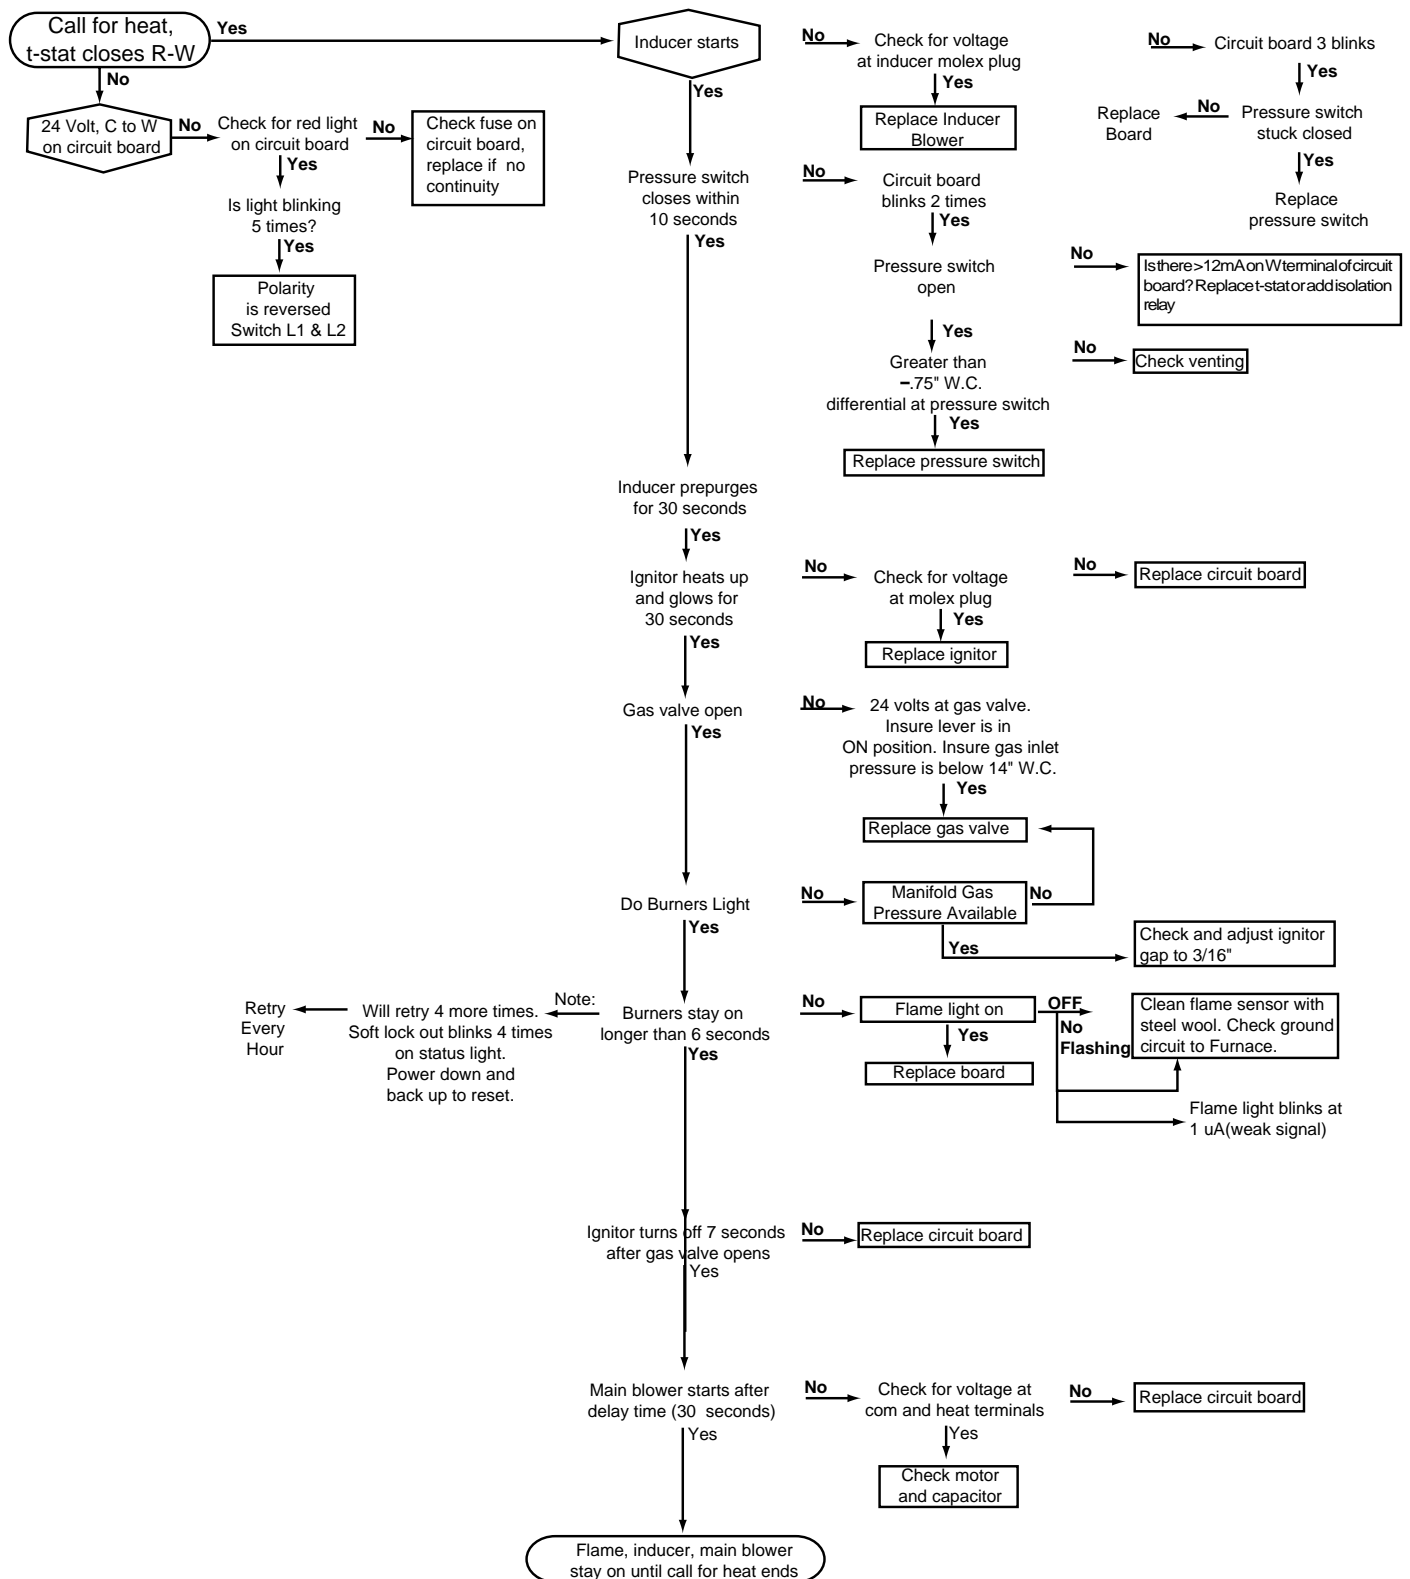 Call for heat,
t-stat closes R-W
Yes
Inducer starts
No
Check for voltage
at inducer molex plug
No
Circuit board 3 blinks
No
Yes
Yes
Yes
24 Volt, C to W
on circuit board
No
Check for red light
on circuit board
No
Check fuse on
circuit board,
replace if no
continuity
Replace Inducer
Blower
Replace
Board
No
Pressure switch
stuck closed
Yes
Yes
Is light blinking
5 times?
Pressure switch
closes within
10 seconds
No
Circuit board
blinks 2 times
Replace
pressure switch
Yes
Yes
Yes
Polarity
is reversed
Switch L1 & L2
Pressure switch
open
No
Is there >12mA on W terminal of circuit
board? Replace t-stat or add isolation
relay
Yes
Greater than
–.75" W.C.
differential at pressure switch
No
Check venting
Yes
Replace pressure switch
Inducer prepurges
for 30 seconds
Yes
Ignitor heats up
and glows for
30 seconds
No
Check for voltage
at molex plug
No
Replace circuit board
Yes
Yes
Replace ignitor
Gas valve open
No
24 volts at gas valve.
Insure lever is in
ON position. Insure gas inlet
pressure is below 14" W.C.
Yes
Yes
Replace gas valve
Do Burners Light
No
Manifold Gas
Pressure Available
No
Yes
Yes
Check and adjust ignitor
gap to 3/16"
Retry
Every
Hour
Will retry 4 more times.
Soft lock out blinks 4 times
on status light.
Power down and
back up to reset.
Note:
Burners stay on
longer than 6 seconds
No
Flame light on
OFF
No
Flashing
Clean flame sensor with
steel wool. Check ground
circuit to Furnace.
Yes
Yes
Replace board
Flame light blinks at
1 uA(weak signal)
Ignitor turns off 7 seconds
after gas valve opens
No
Replace circuit board
Yes
Main blower starts after
delay time (30 seconds)
No
Check for voltage at
com and heat terminals
No
Replace circuit board
Yes
Yes
Check motor
and capacitor
Flame, inducer, main blower
stay on until call for heat ends